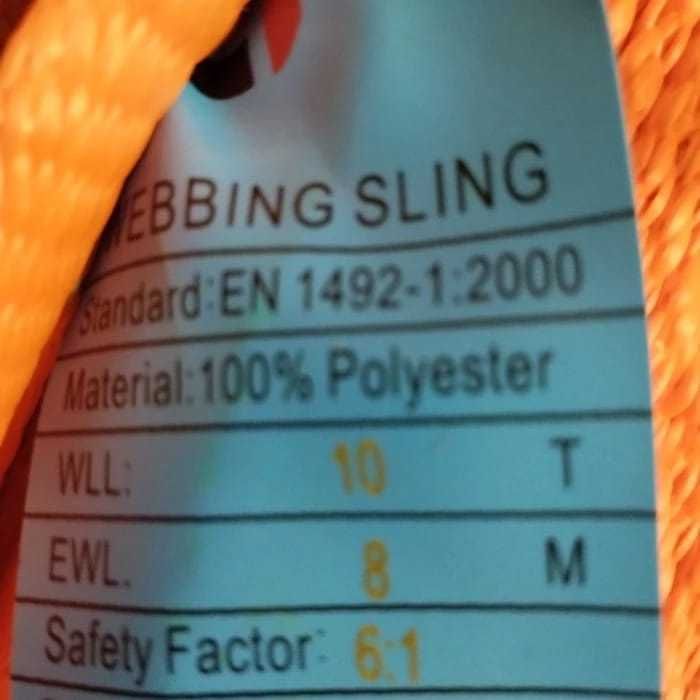 WEBBING SLING
Standard:EN 1492-1:2000
Material:100% Polyester
WLL: 10 T
EWL. 8 M
Safety Factor: 6:1